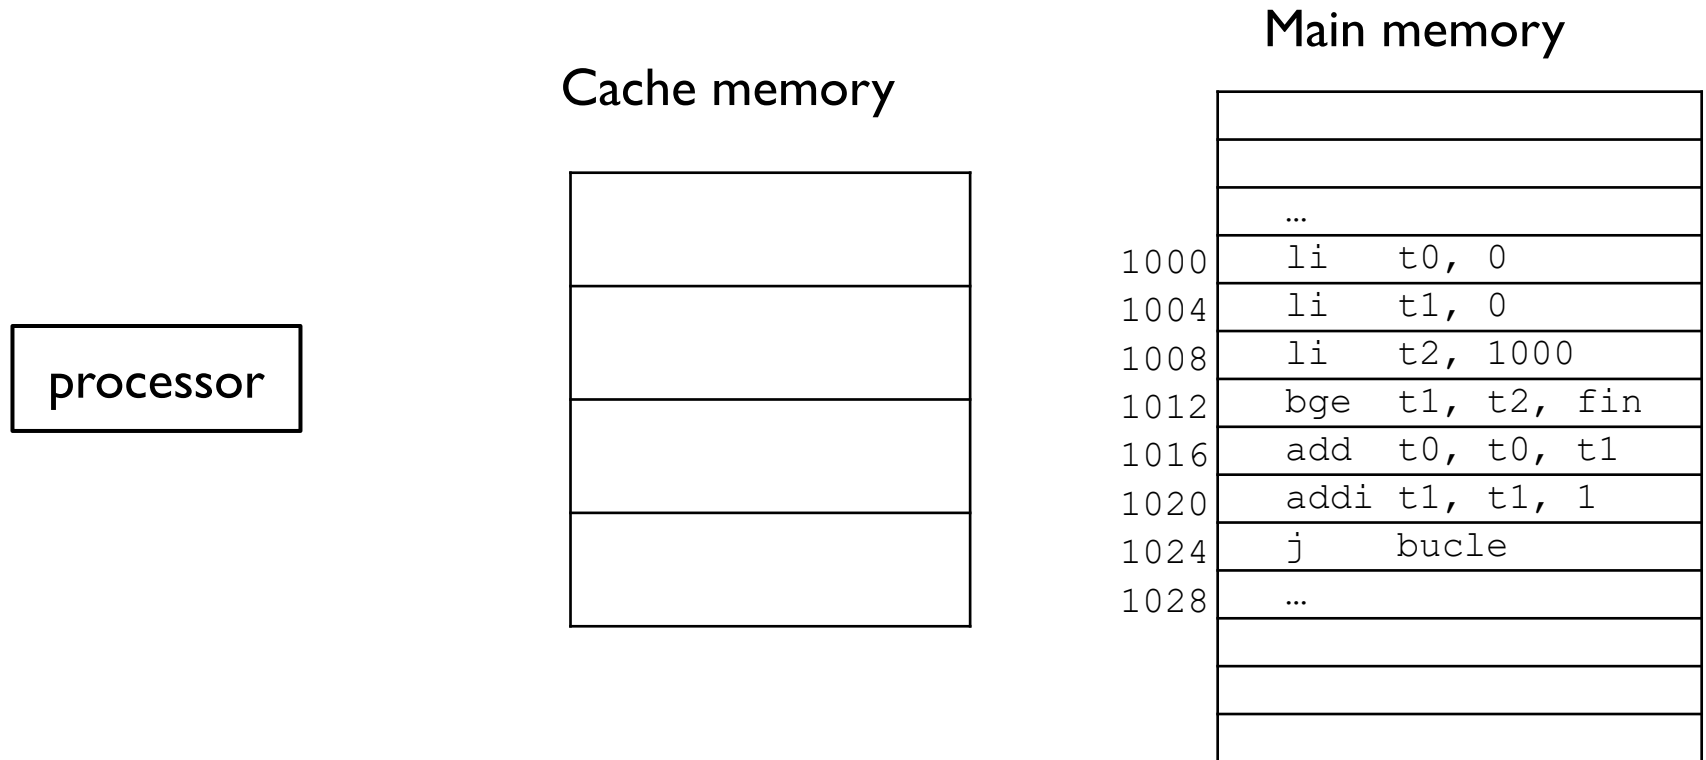 Main memory
Cache memory
processor
…
1000 li t0, 0
1004 li t1, 0
1008 li t2, 1000
1012 bge t1, t2, fin
1016 add t0, t0, t1
1020 addi t1, t1, 1
1024 j bucle
1028 …